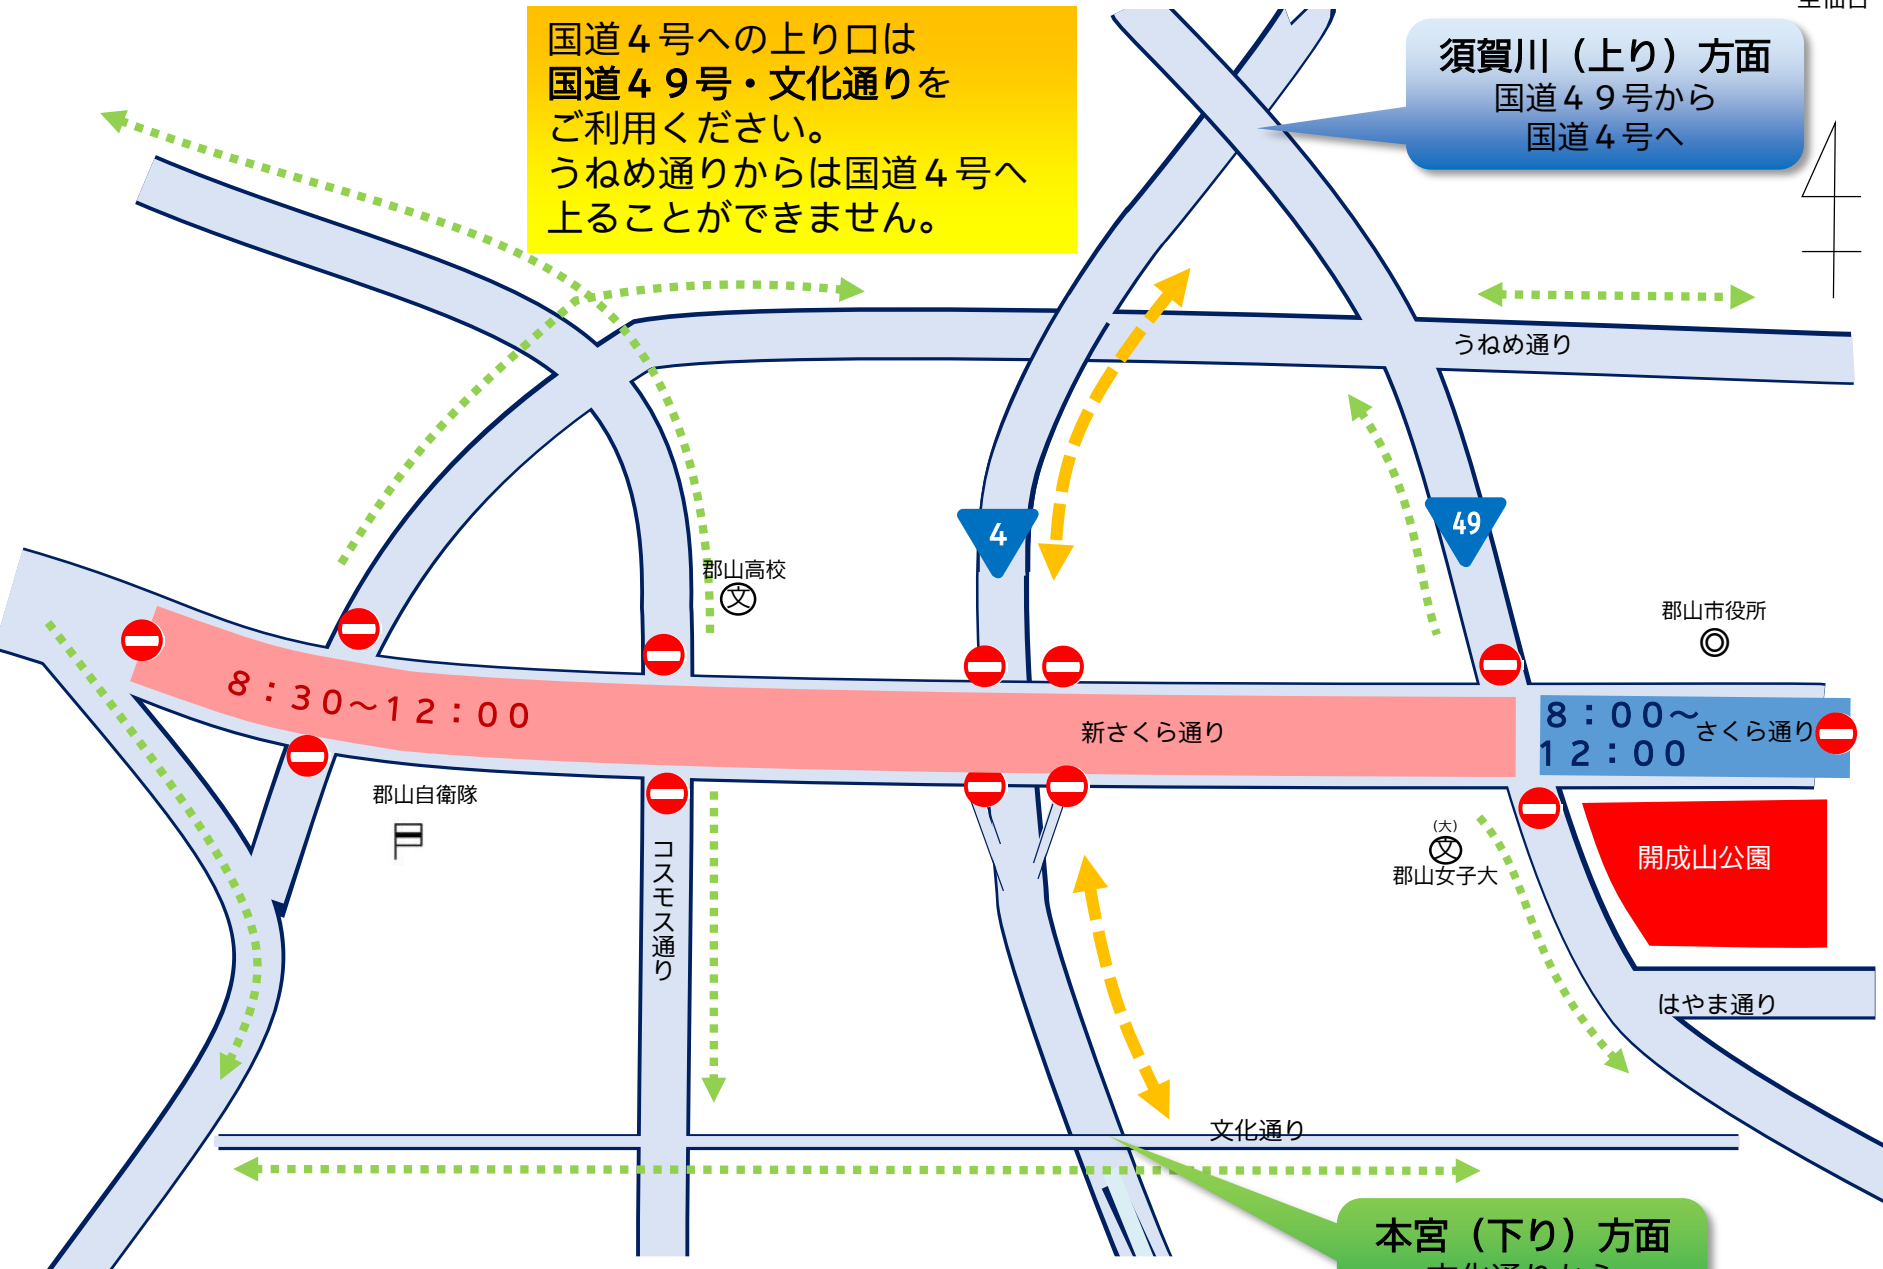 国道４号への上り口は
国道４９号・文化通りを
ご利用ください。
うねめ通りからは国道４号へ
上ることができません。
須賀川（上り）方面
国道４９号から
国道４号へ
うねめ通り
4
49
郡山高校
文
郡山市役所
８：３０～１２：００
新さくら通り
８：００～
１２：００
さくら通り
郡山自衛隊
コスモス通り
（大）
文
郡山女子大
開成山公園
はやま通り
文化通り
本宮（下り）方面